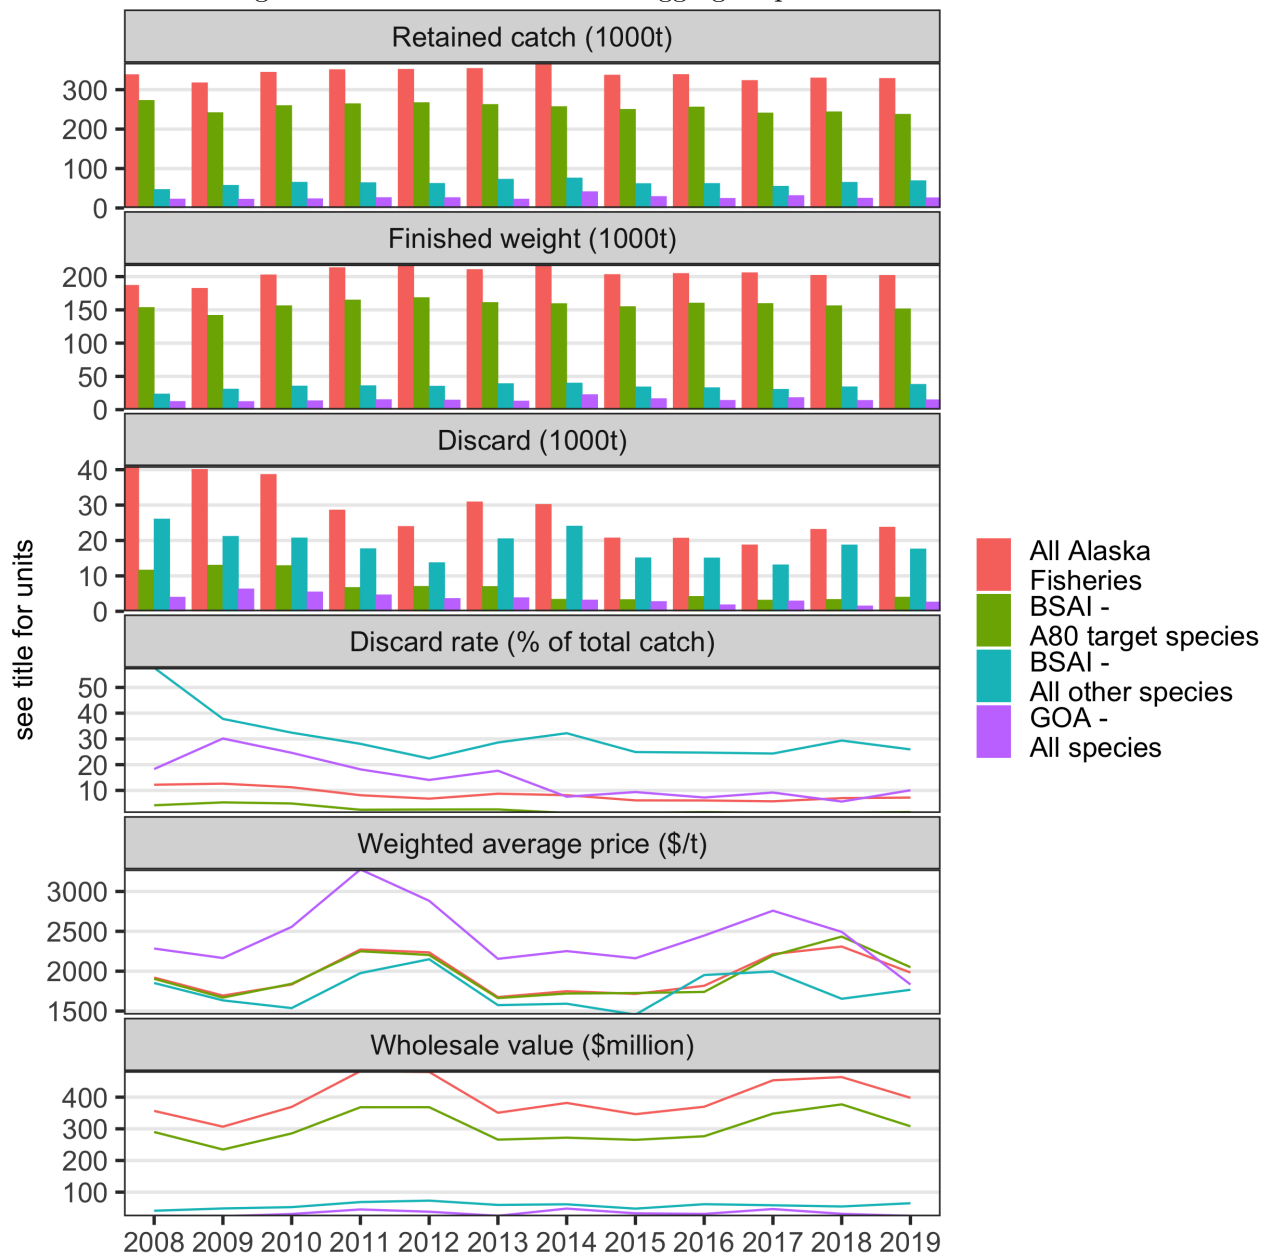 Retained catch (1000t)
300
200
100
0
Finished weight (1000t)
200
150
100
50
0
Discard (1000t)
40
30
20
10
0
Discard rate (% of total catch)
50
40
30
20
10
Weighted average price ($/t)
3000
2500
2000
1500
Wholesale value ($million)
400
300
200
100
2008 2009 2010 2011 2012 2013 2014 2015 2016 2017 2018 2019
see title for units
All Alaska
Fisheries
BSAI -
A80 target species
BSAI -
All other species
GOA -
All species